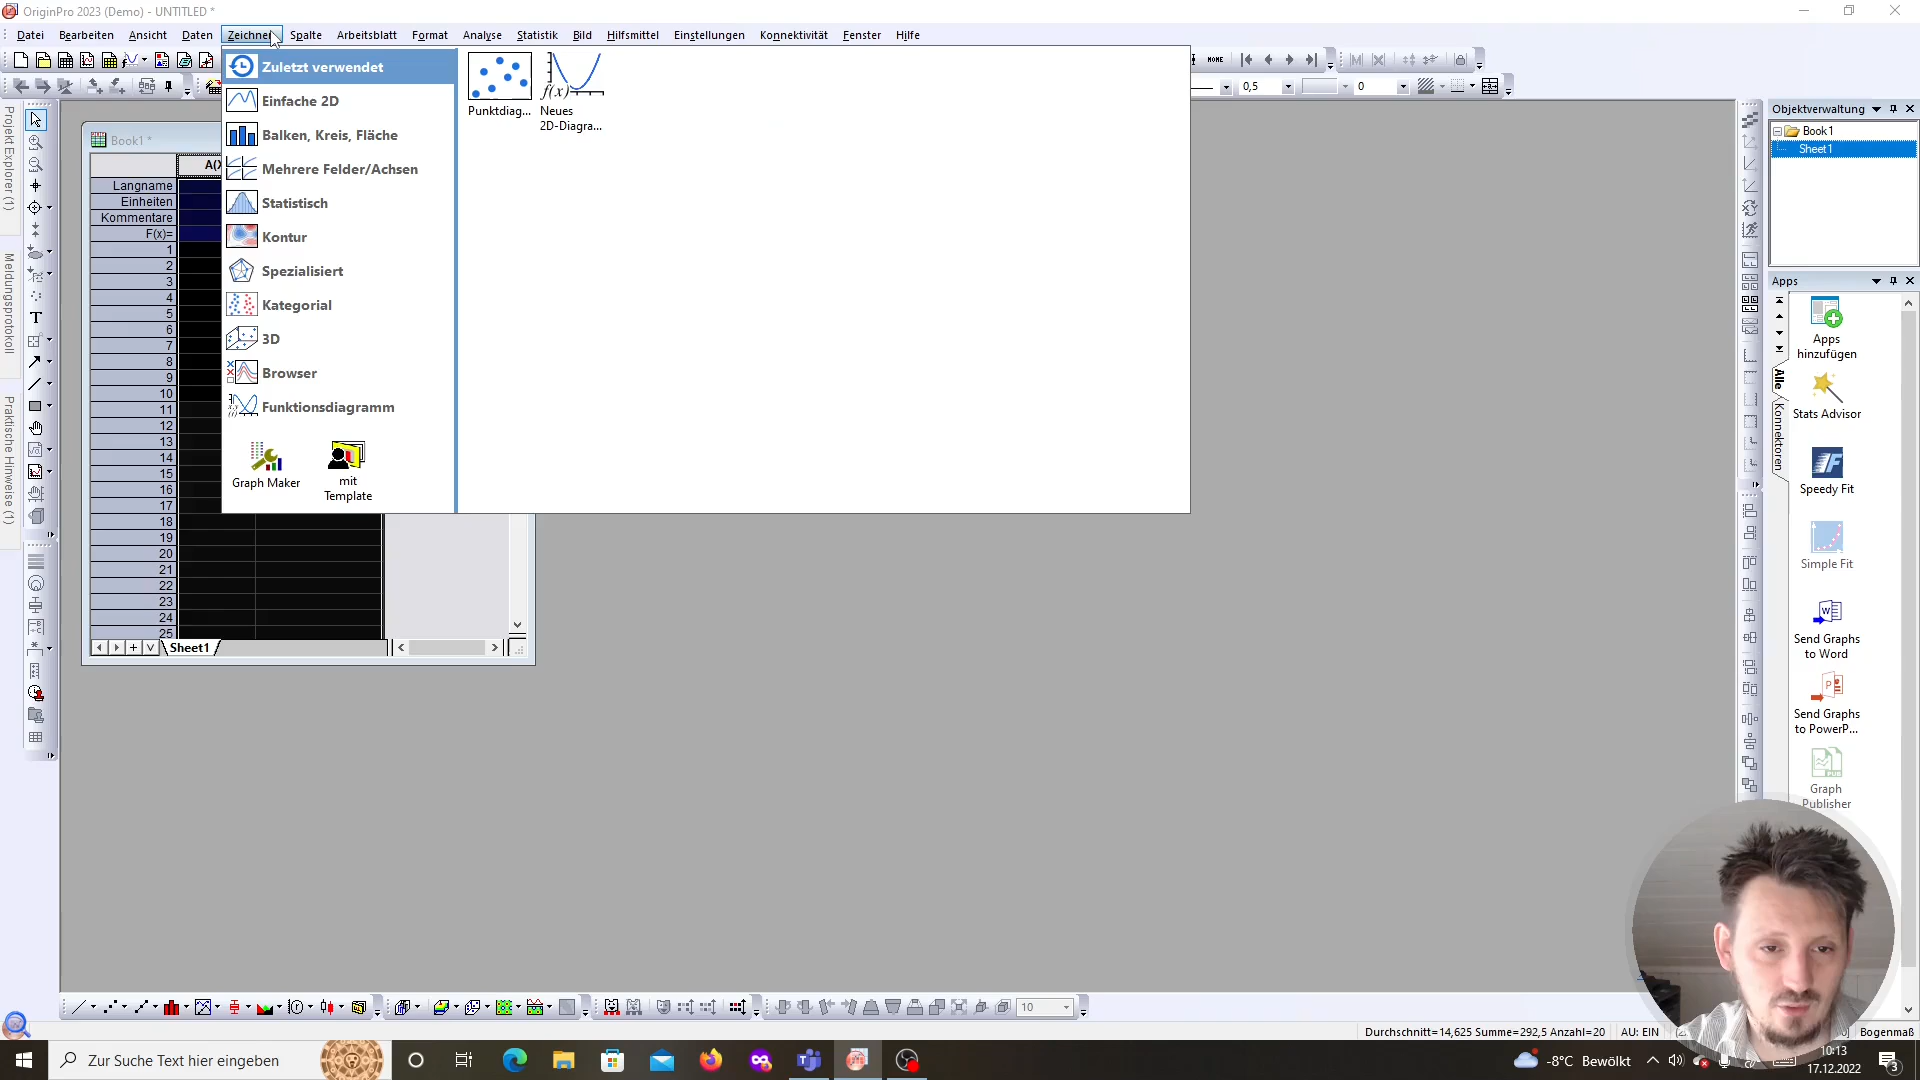 OriginPro 2023 (Demo) - UNTITLED *
Datei Bearbeiten Ansicht Daten Zeichnen Spalte Arbeitsblatt Format Analyse Statistik Bild Hilfsmittel Einstellungen Konnektivität Fenster Hilfe
Zuletzt verwendet
Einfache 2D
Balken, Kreis, Fläche
Mehrere Felder/Achsen
Statistisch
Kontur
Spezialisiert
Kategorial
3D
Browser
Funktionsdiagramm
Graph Maker
mit
Template
Punktdiag...
f(x)
Neues
2D-Diagra...
HOME
0,5
0
Projekt Explorer (1)
Meldungsprotokoll
Praktische Hinweise (1)
Book1 *
A(X
Langname
Einheiten
Kommentare
F(x)=
1
2
3
4
5
6
7
8
9
10
11
12
13
14
15
16
17
18
19
20
21
22
23
24
25
Sheet1
Objektverwaltung
Book1
Sheet1
Apps
Alle
Konnektoren
Apps
hinzufügen
Stats Advisor
Speedy Fit
Simple Fit
Send Graphs
to Word
Send Graphs
to PowerP...
Graph
Publisher
10
Durchschnitt=14,625 Summe=292,5 Anzahl=20 AU: EIN
Bogenmaß
Zur Suche Text hier eingeben
-8°C Bewölkt
10:13
17.12.2022
3